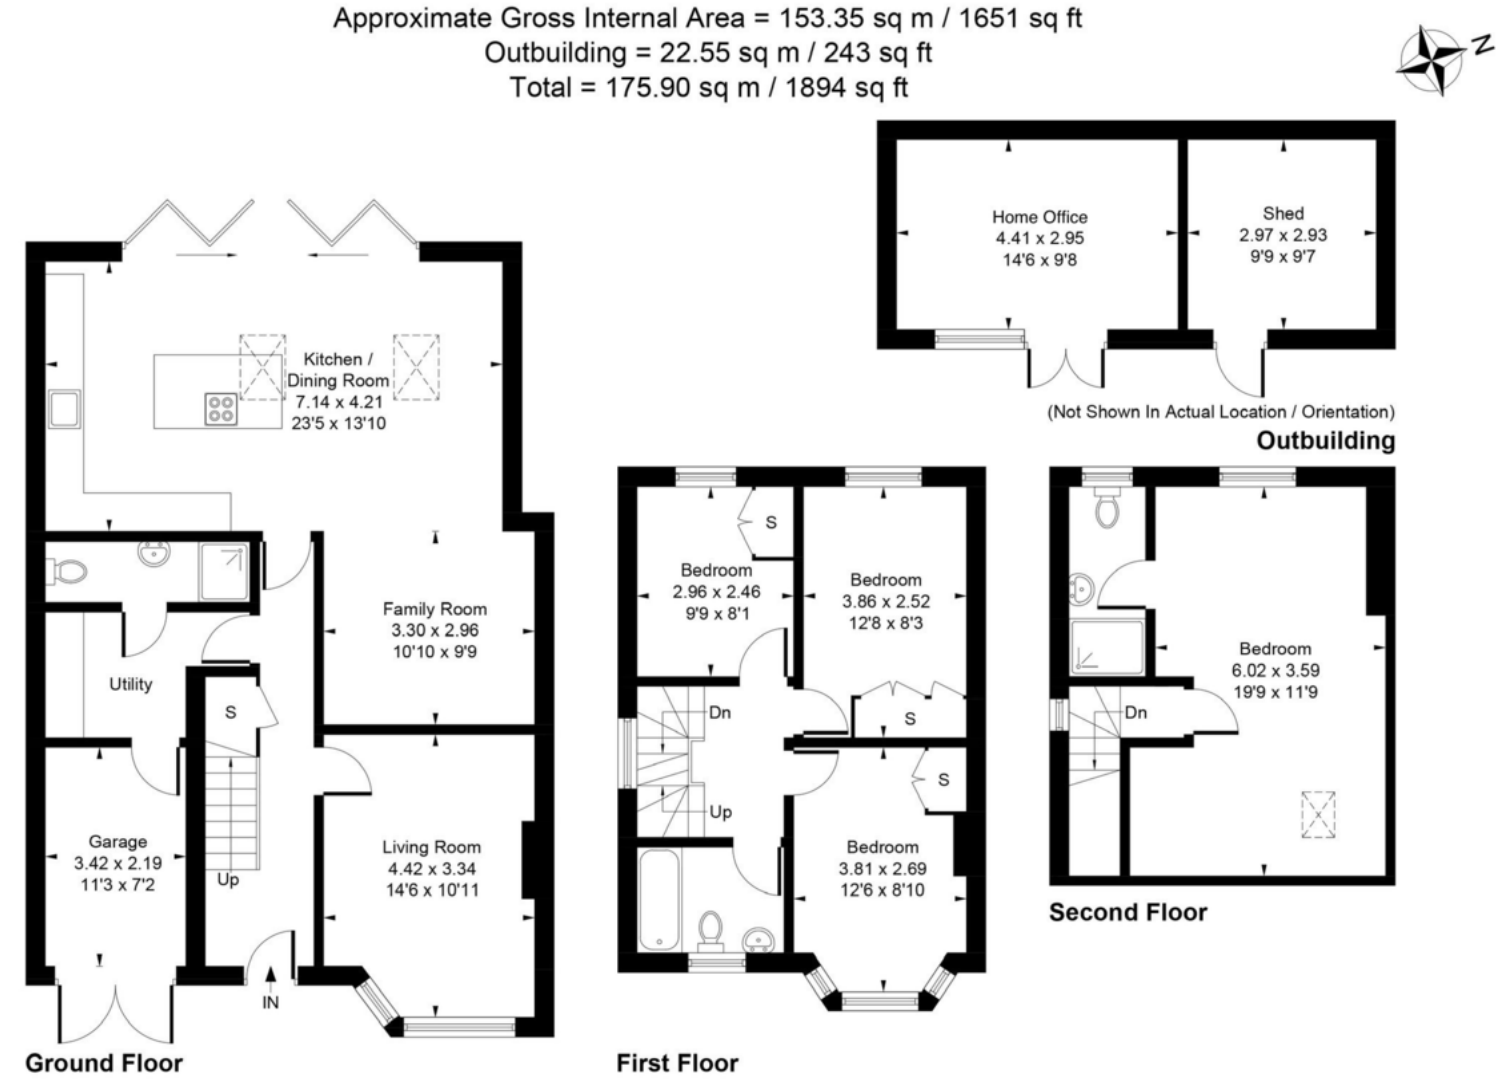 Approximate Gross Internal Area = 153.35 sq m / 1651 sq ft
Outbuilding = 22.55 sq m / 243 sq ft
Total = 175.90 sq m / 1894 sq ft
N
Home Office
4.41 x 2.95
14'6 x 9'8
Shed
2.97 x 2.93
9'9 x 9'7
(Not Shown In Actual Location / Orientation)
Outbuilding
Kitchen /
Dining Room
7.14 x 4.21
23'5 x 13'10
Family Room
3.30 x 2.96
10'10 x 9'9
Utility
S
Garage
3.42 x 2.19
11'3 x 7'2
Up
Living Room
4.42 x 3.34
14'6 x 10'11
IN
Ground Floor
S
Bedroom
2.96 x 2.46
9'9 x 8'1
Bedroom
3.86 x 2.52
12'8 x 8'3
Dn
S
S
Up
Bedroom
3.81 x 2.69
12'6 x 8'10
First Floor
Bedroom
6.02 x 3.59
19'9 x 11'9
Dn
Second Floor